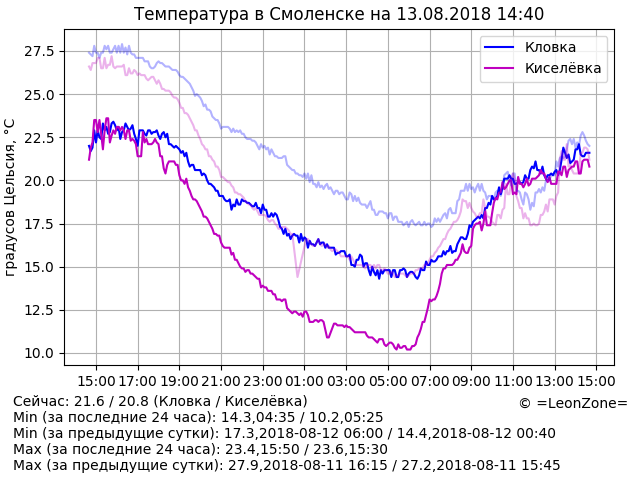 Температура в Смоленске на 13.08.2018 14:40
27.5
25.0
22.5
20.0
17.5
15.0
12.5
10.0
градусов Цельсия, °C
Кловка
Киселёвка
15:00 17:00 19:00 21:00 23:00 01:00 03:00 05:00 07:00 09:00 11:00 13:00 15:00
Сейчас: 21.6 / 20.8 (Кловка / Киселёвка)
© =LeonZone=
Min (за последние 24 часа): 14.3,04:35 / 10.2,05:25
Min (за предыдущие сутки): 17.3,2018-08-12 06:00 / 14.4,2018-08-12 00:40
Max (за последние 24 часа): 23.4,15:50 / 23.6,15:30
Max (за предыдущие сутки): 27.9,2018-08-11 16:15 / 27.2,2018-08-11 15:45